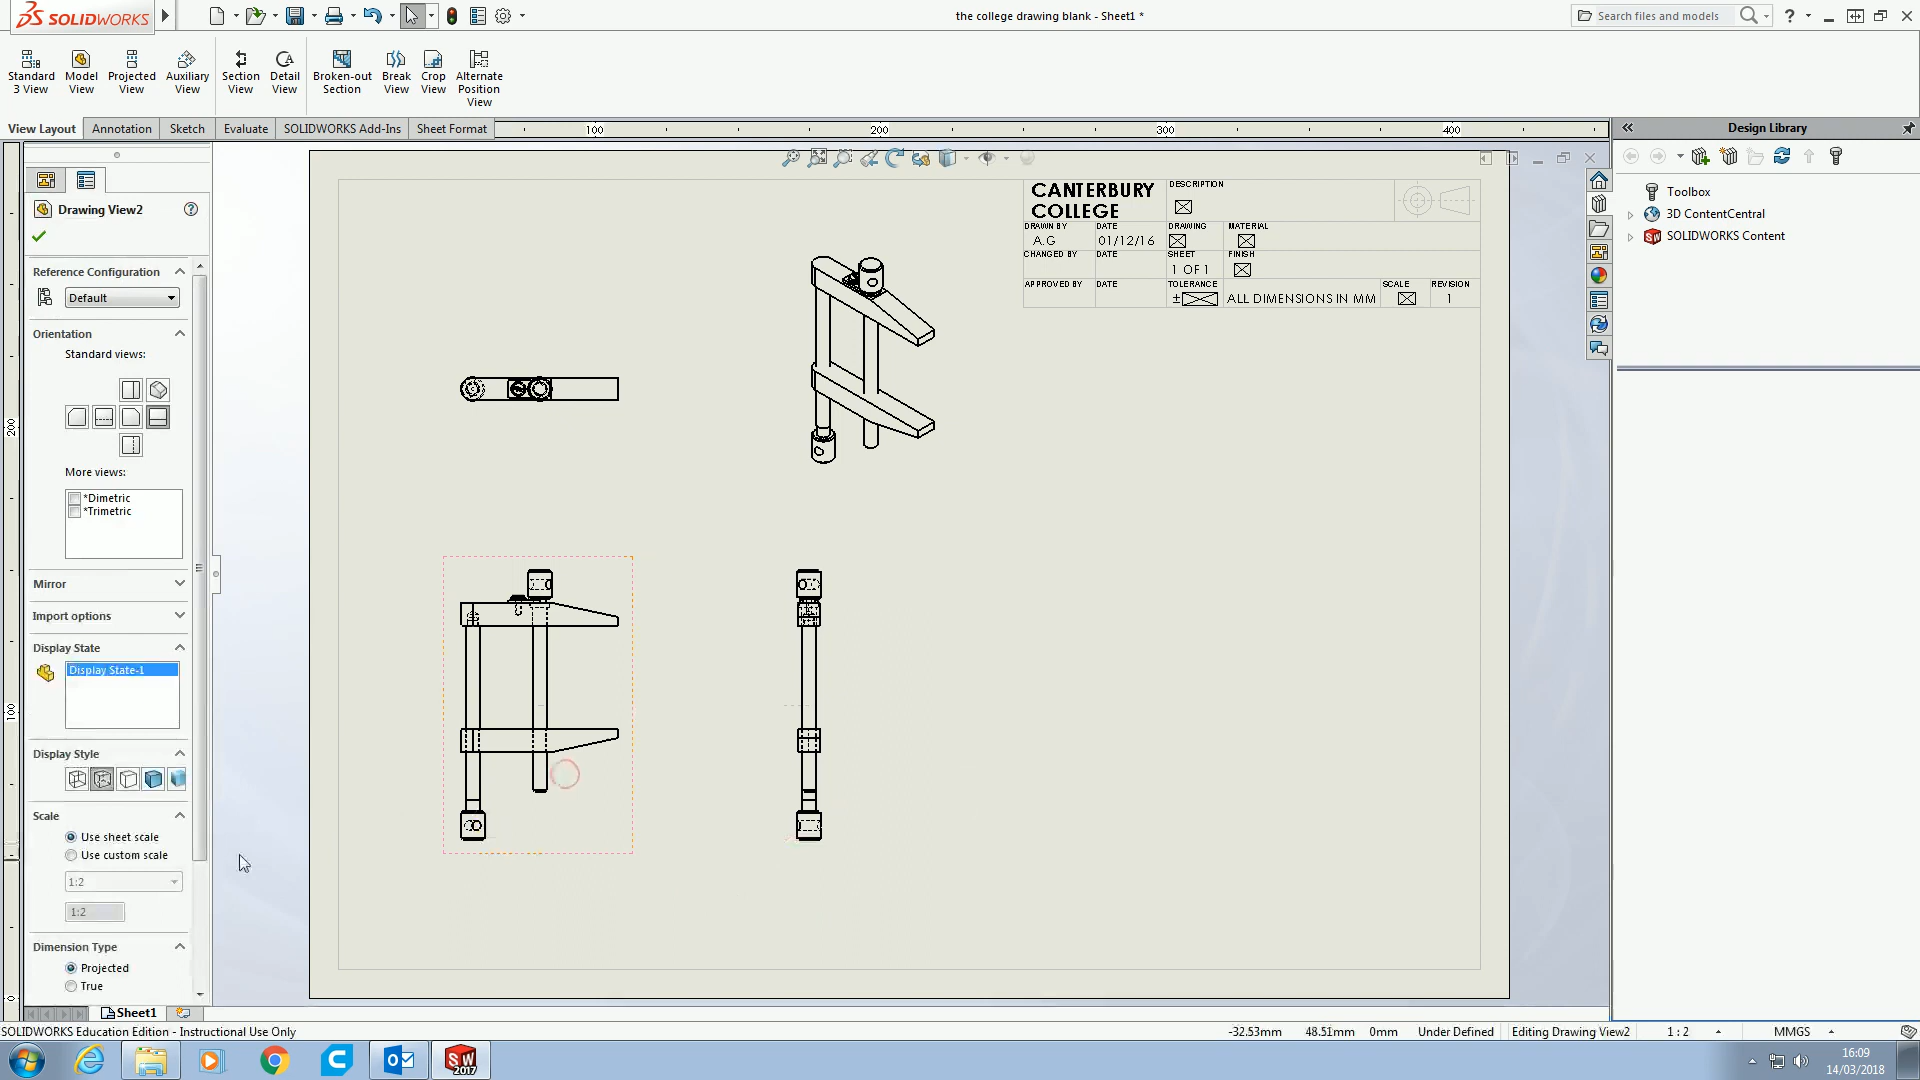 SOLIDWORKS
the college drawing blank - Sheet1 *
Search files and models
?
Standard 3 View
Model View
Projected View
Auxiliary View
Section View
Detail View
Broken-out Section
Break View
Crop View
Alternate Position View
View Layout
Annotation
Sketch
Evaluate
SOLIDWORKS Add-Ins
Sheet Format
100
200
300
400
Design Library
Toolbox
3D ContentCentral
SOLIDWORKS Content
Drawing View2
Reference Configuration
Default
Orientation
Standard views:
More views:
*Dimetric
*Trimetric
Mirror
Import options
Display State
Display State-1
Display Style
Scale
Use sheet scale
Use custom scale
1:2
1:2
Dimension Type
Projected
True
200
100
0
CANTERBURY
COLLEGE
DESCRIPTION
DRAWN BY
DATE
DRAWING
MATERIAL
A.G
01/12/16
CHANGED BY
DATE
SHEET
FINISH
1 OF 1
APPROVED BY
DATE
TOLERANCE
SCALE
REVISION
±
ALL DIMENSIONS IN MM
1
Sheet1
SOLIDWORKS Education Edition - Instructional Use Only
-32.53mm
48.51mm
0mm
Under Defined
Editing Drawing View2
1 : 2
MMGS
SW
2017
16:09
14/03/2018